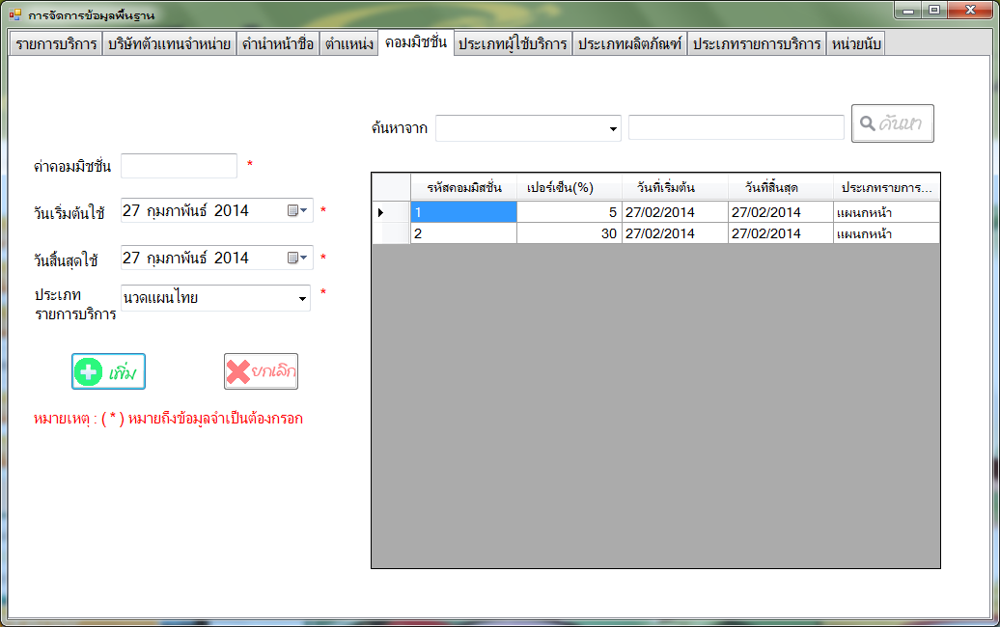 การจัดการข้อมูลพื้นฐาน
รายการบริการ บริษัทตัวแทนจำหน่าย คำนำหน้าชื่อ ตำแหน่ง คอมมิชชั่น ประเภทผู้ใช้บริการ ประเภทผลิตภัณฑ์ ประเภทรายการบริการ หน่วยนับ
ค้นหาจาก ค้นหา
ค่าคอมมิชชั่น *
วันเริ่มต้นใช้ 27 กุมภาพันธ์ 2014 *
วันสิ้นสุดใช้ 27 กุมภาพันธ์ 2014 *
ประเภท
รายการบริการ นวดแผนไทย *
เพิ่ม ยกเลิก
หมายเหตุ : ( * ) หมายถึงข้อมูลจำเป็นต้องกรอก
รหัสคอมมิสชั่น เปอร์เซ็น(%) วันที่เริ่มต้น วันที่สิ้นสุด ประเภทรายการ...
1 5 27/02/2014 27/02/2014 แผนกหน้า
2 30 27/02/2014 27/02/2014 แผนกหน้า